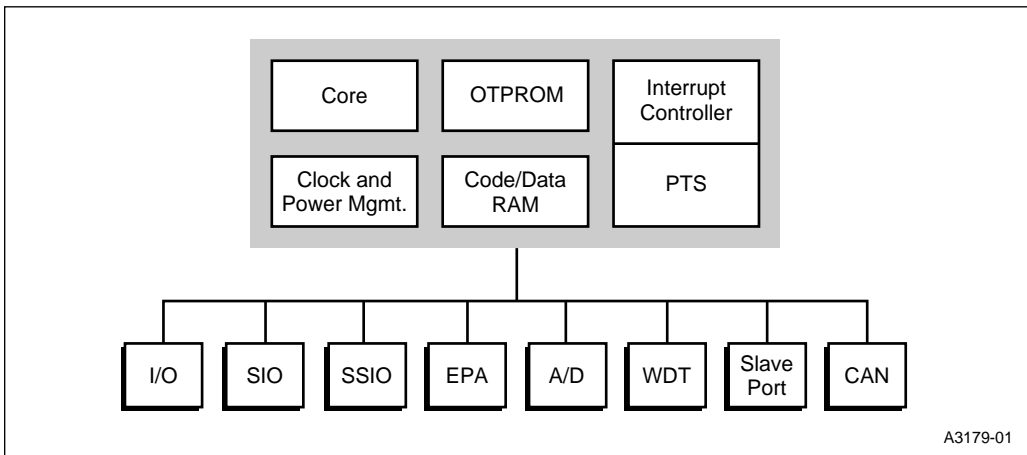 Core
OTPROM
Interrupt
Controller
Clock and
Power Mgmt.
Code/Data
RAM
PTS
I/O
SIO
SSIO
EPA
A/D
WDT
Slave
Port
CAN
A3179-01